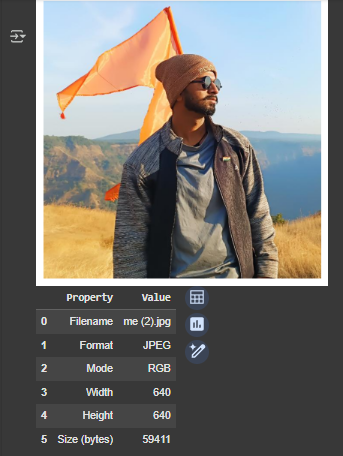 Property Value
0 Filename me (2).jpg
1 Format JPEG
2 Mode RGB
3 Width 640
4 Height 640
5 Size (bytes) 59411